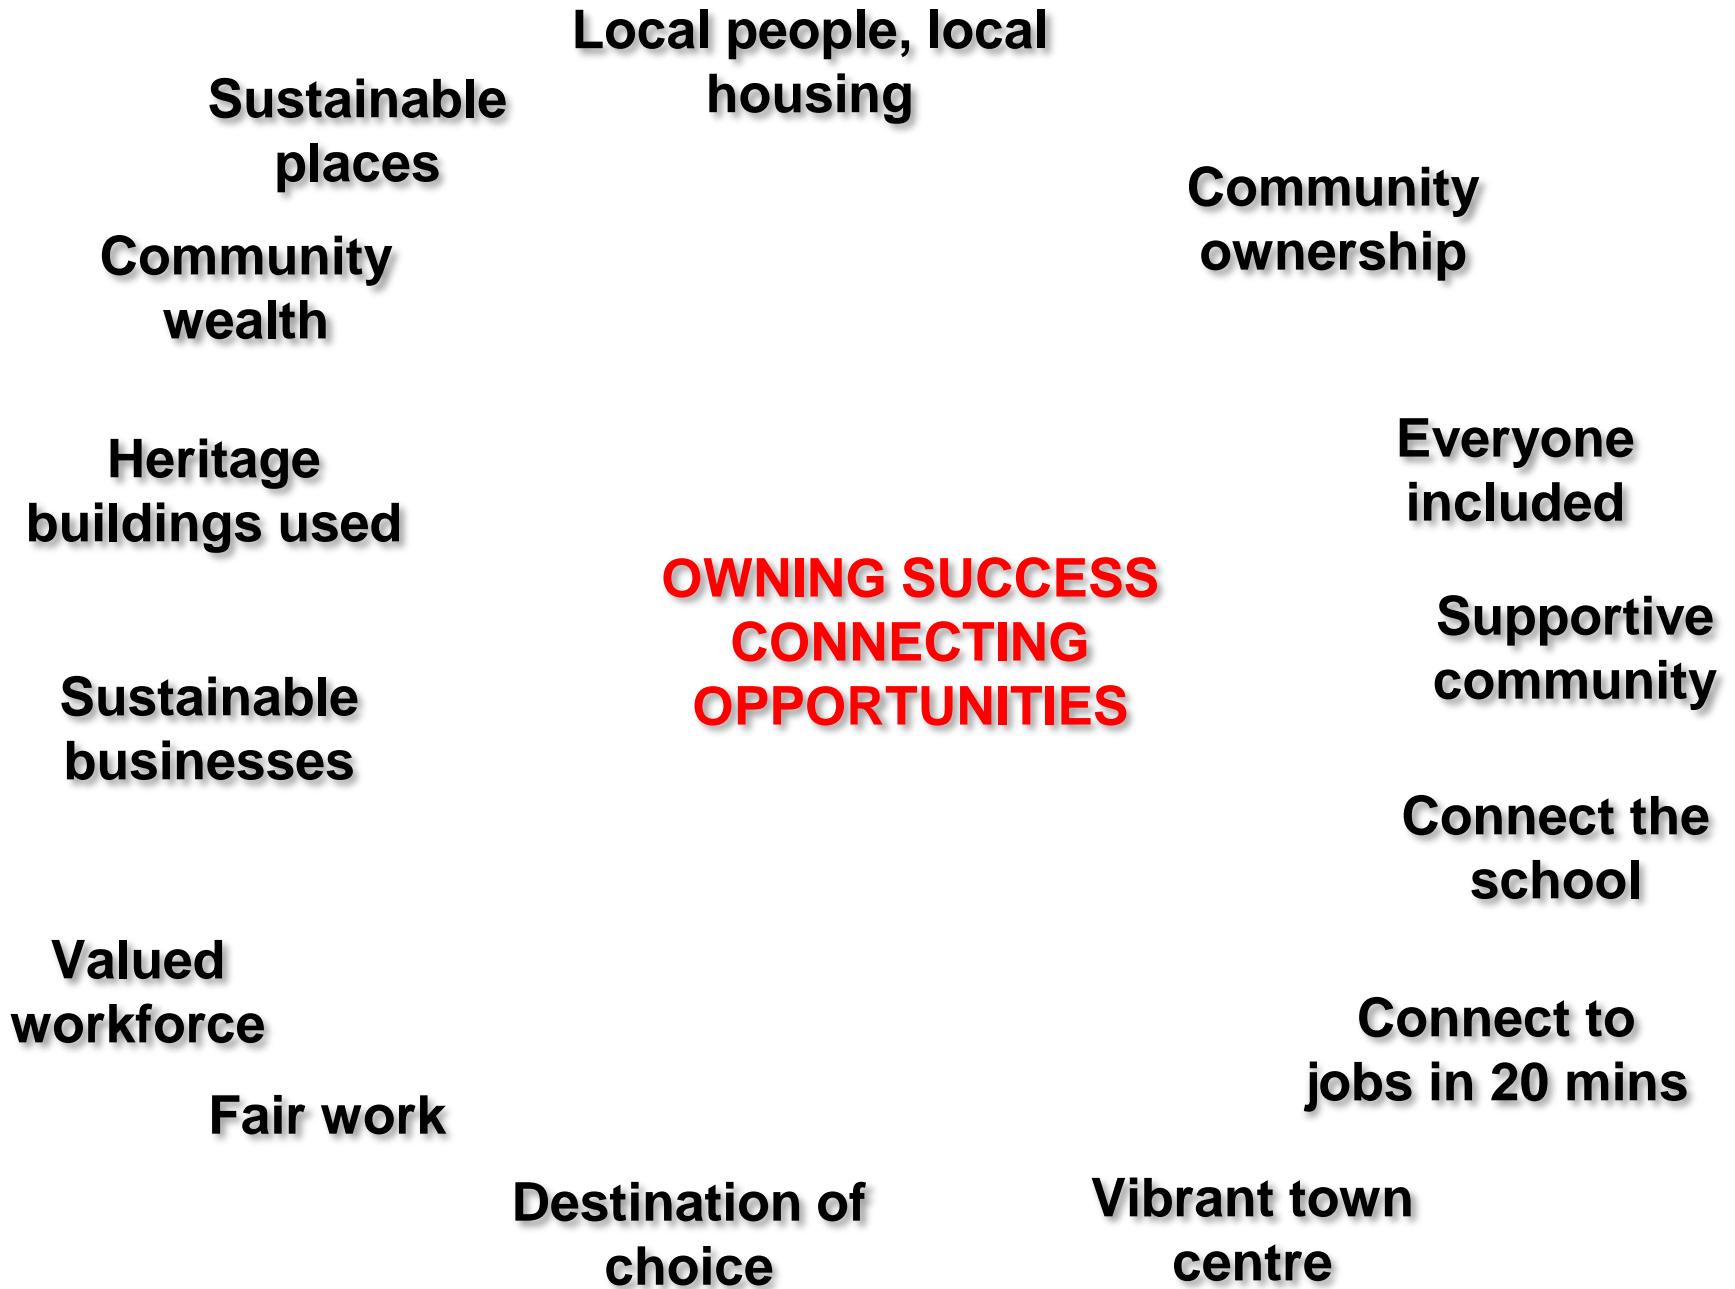 Local people, local
housing
Sustainable
places
Community
ownership
Community
wealth
Everyone
included
Heritage
buildings used
OWNING SUCCESS
CONNECTING
OPPORTUNITIES
Supportive
community
Sustainable
businesses
Connect the
school
Valued
workforce
Connect to
jobs in 20 mins
Fair work
Destination of
choice
Vibrant town
centre